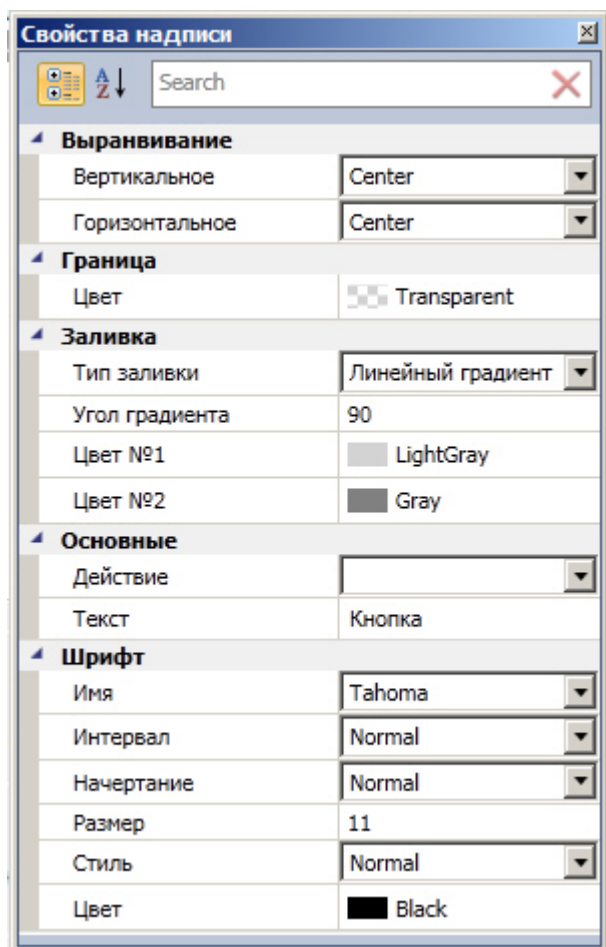 Свойства надписи
A
Z
Search
Выранвивание
Вертикальное Center
Горизонтальное Center
Граница
Цвет Transparent
Заливка
Тип заливки Линейный градиент
Угол градиента 90
Цвет №1 LightGray
Цвет №2 Gray
Основные
Действие
Текст Кнопка
Шрифт
Имя Tahoma
Интервал Normal
Начертание Normal
Размер 11
Стиль Normal
Цвет Black